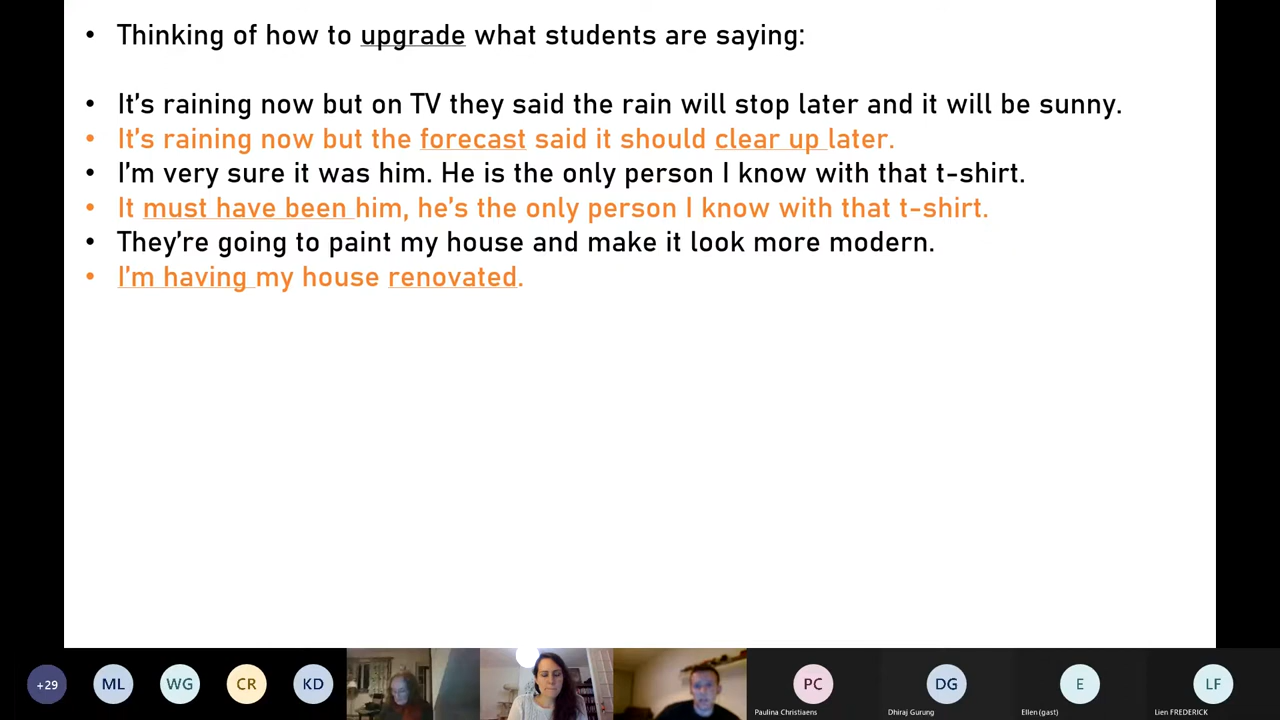 • Thinking of how to upgrade what students are saying:
• It's raining now but on TV they said the rain will stop later and it will be sunny.
• It's raining now but the forecast said it should clear up later.
• I'm very sure it was him. He is the only person I know with that t-shirt.
• It must have been him, he's the only person I know with that t-shirt.
• They're going to paint my house and make it look more modern.
• I'm having my house renovated.
+29 ML WG CR KD PC DG E LF
Paulina Christiaens Dhiraj Gurung Ellen (gast) Lien FREDERICK